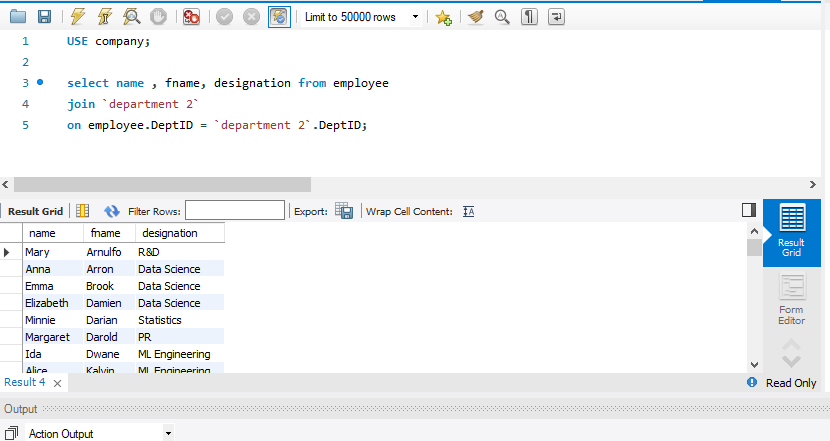 Limit to 50000 rows
1 USE company;
2
3 select name , fname, designation from employee
4 join `department 2`
5 on employee.DeptID = `department 2`.DeptID;
Result Grid Filter Rows: Export: Wrap Cell Content:
name fname designation
Mary Arnulfo R&D
Anna Arron Data Science
Emma Brook Data Science
Elizabeth Damien Data Science
Minnie Darian Statistics
Margaret Darold PR
Ida Dwane ML Engineering
Alice Kalvin ML Engineering
Result
Grid
Form
Editor
Result 4 Read Only
Output
Action Output